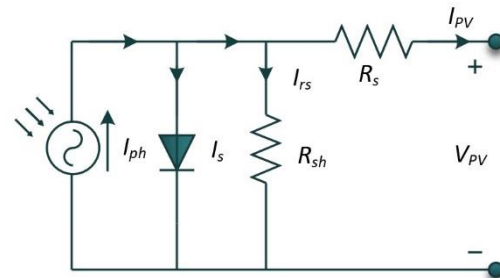 I_PV
+
I_rs
R_s
I_ph
I_s
R_sh
V_PV
−